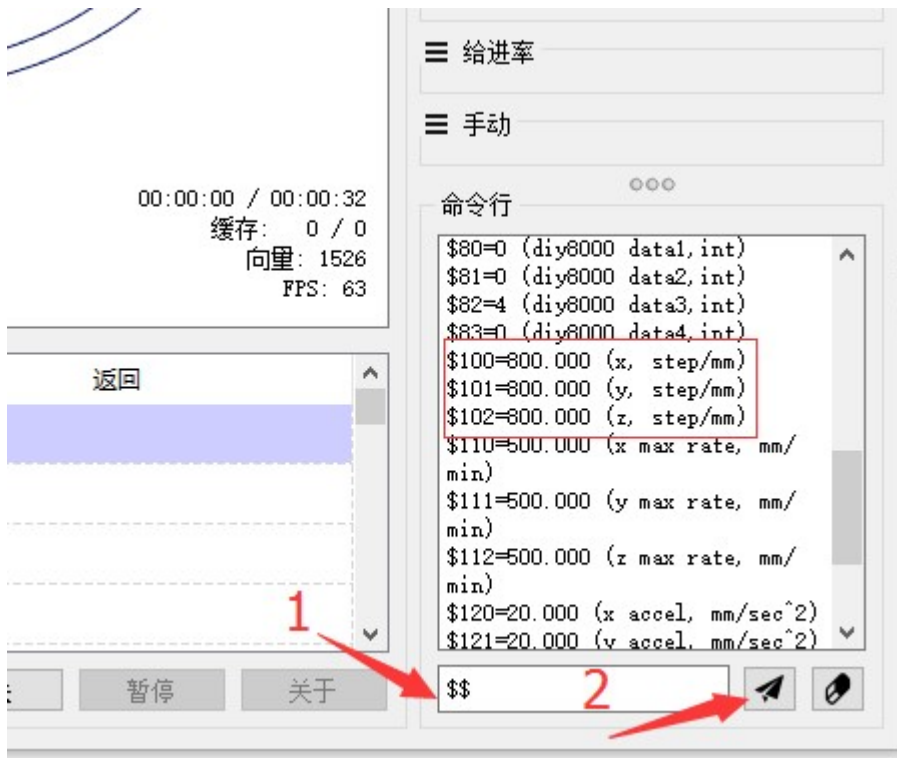 给进率
手动
00:00:00 / 00:00:32
缓存: 0 / 0
向量: 1526
FPS: 63
命令行
$80=0 (diy8000 data1,int)
$81=0 (diy8000 data2,int)
$82=4 (diy8000 data3,int)
$83=0 (diy8000 data4,int)
$100=800.000 (x, step/mm)
$101=800.000 (y, step/mm)
$102=800.000 (z, step/mm)
$110=500.000 (x max rate, mm/
min)
$111=500.000 (y max rate, mm/
min)
$112=500.000 (z max rate, mm/
min)
$120=20.000 (x accel, mm/sec^2)
$121=20.000 (y accel, mm/sec^2)
返回
1
$$
2
暂停
关于